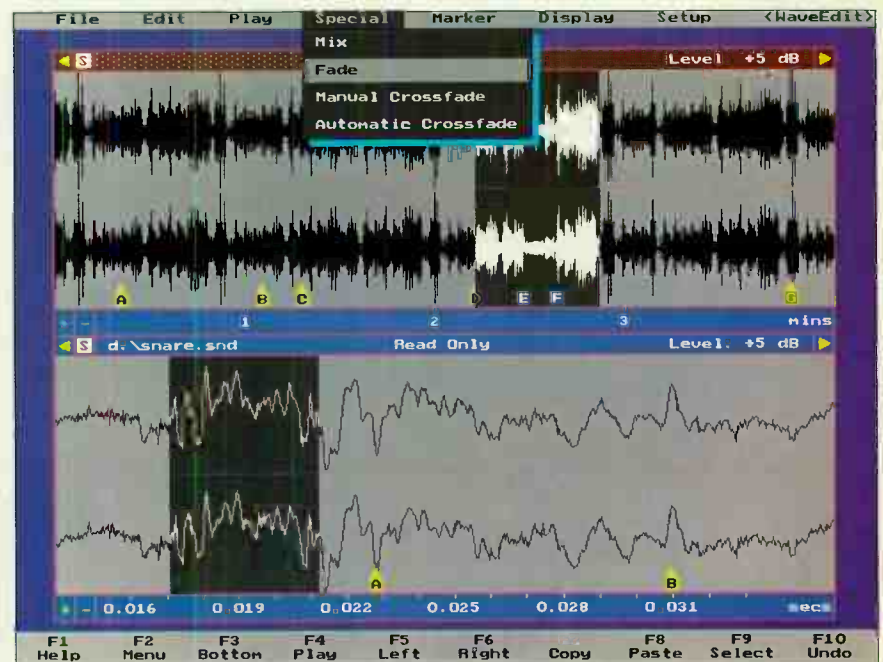 File Edit Play Special Marker Display Setup <WaveEdit>
Mix
S Level +5 dB
Fade
Manual Crossfade
Automatic Crossfade
A B C D E F G
+ - 1 2 3 mins
S d:\snare.snd Read Only Level. +5 dB
A B
+ - 0.016 0.019 0.022 0.025 0.028 0.031 secs
F1 F2 F3 F4 F5 F6 F8 F9 F10
Help Menu Bottom Play Left Right Copy Paste Select Undo